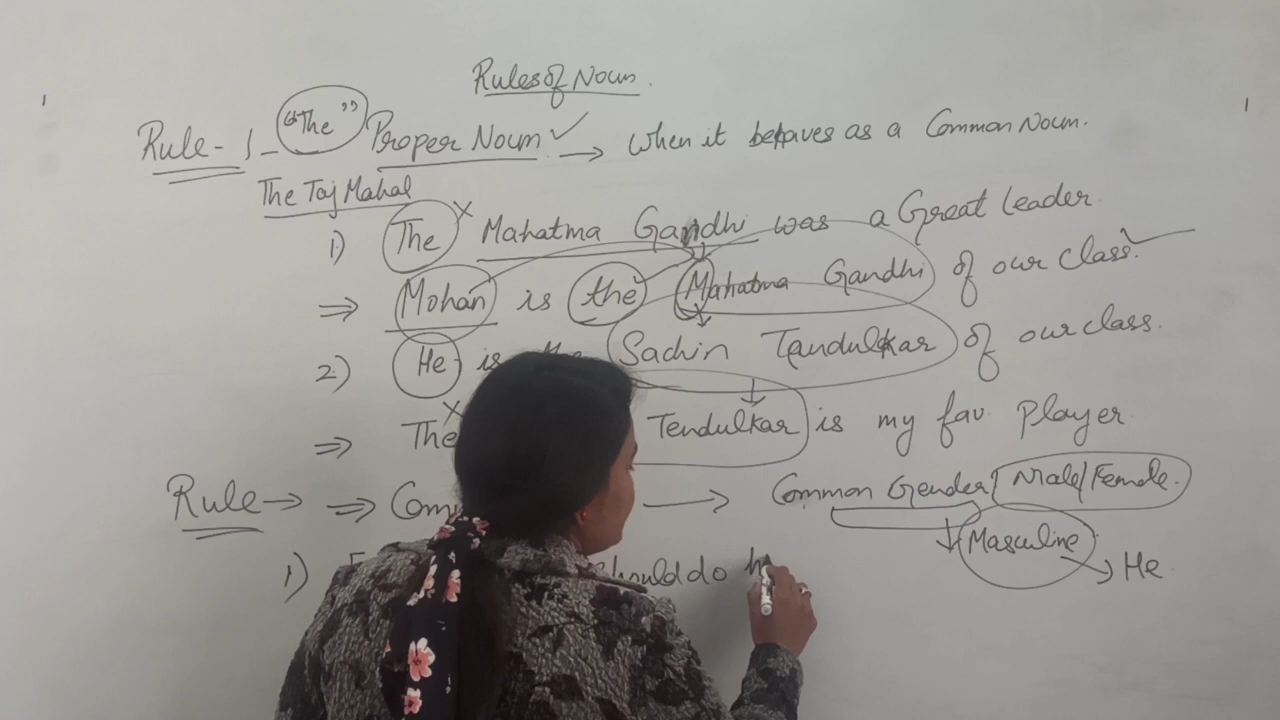 Rules of Noun.
Rule - 1 - "The" Proper Noun ✓ → when it behaves as a Common Noun.
The Taj Mahal
1) The × Mahatma Gandhi was a Great Leader.
⇒ Mohan is the Mahatma Gandhi of our class. ✓
2) He is Sachin Tandulkar of our class.
⇒ The × Tendulkar is my fav. Player.
Rule → ⇒ Com → Common Gender / Male/Female.
Masculine → He
1) should do h